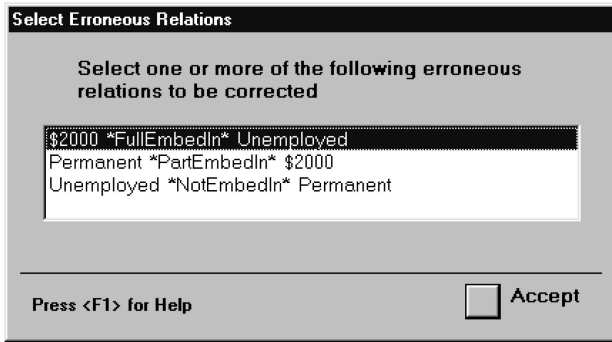 Select Erroneous Relations
Select one or more of the following erroneous
relations to be corrected
$2000 *FullEmbedIn* Unemployed
Permanent *PartEmbedIn* $2000
Unemployed *NotEmbedIn* Permanent
Press <F1> for Help
Accept